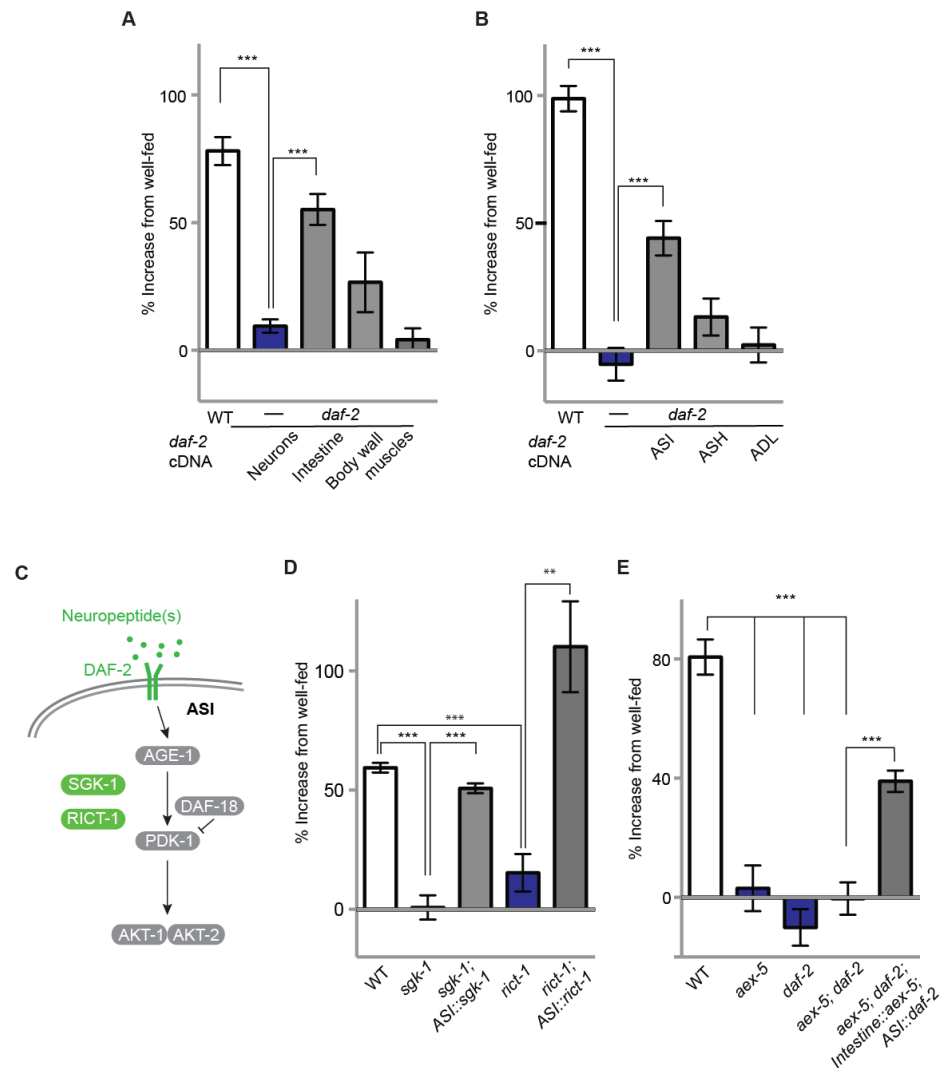 A
% Increase from well-fed
100
50
0
***
***
WT
—
daf-2
daf-2
cDNA
Neurons
Intestine
Body wall
muscles
B
% Increase from well-fed
100
50
0
***
***
WT
—
daf-2
daf-2
cDNA
ASI
ASH
ADL
C
Neuropeptide(s)
DAF-2
ASI
AGE-1
SGK-1
DAF-18
RICT-1
PDK-1
AKT-1
AKT-2
D
% Increase from well-fed
100
50
0
**
***
***
***
WT
sgk-1
sgk-1;
ASI::sgk-1
rict-1
rict-1;
ASI::rict-1
E
% Increase from well-fed
80
40
0
***
***
WT
aex-5
daf-2
aex-5; daf-2
aex-5; daf-2;
Intestine::aex-5;
ASI::daf-2